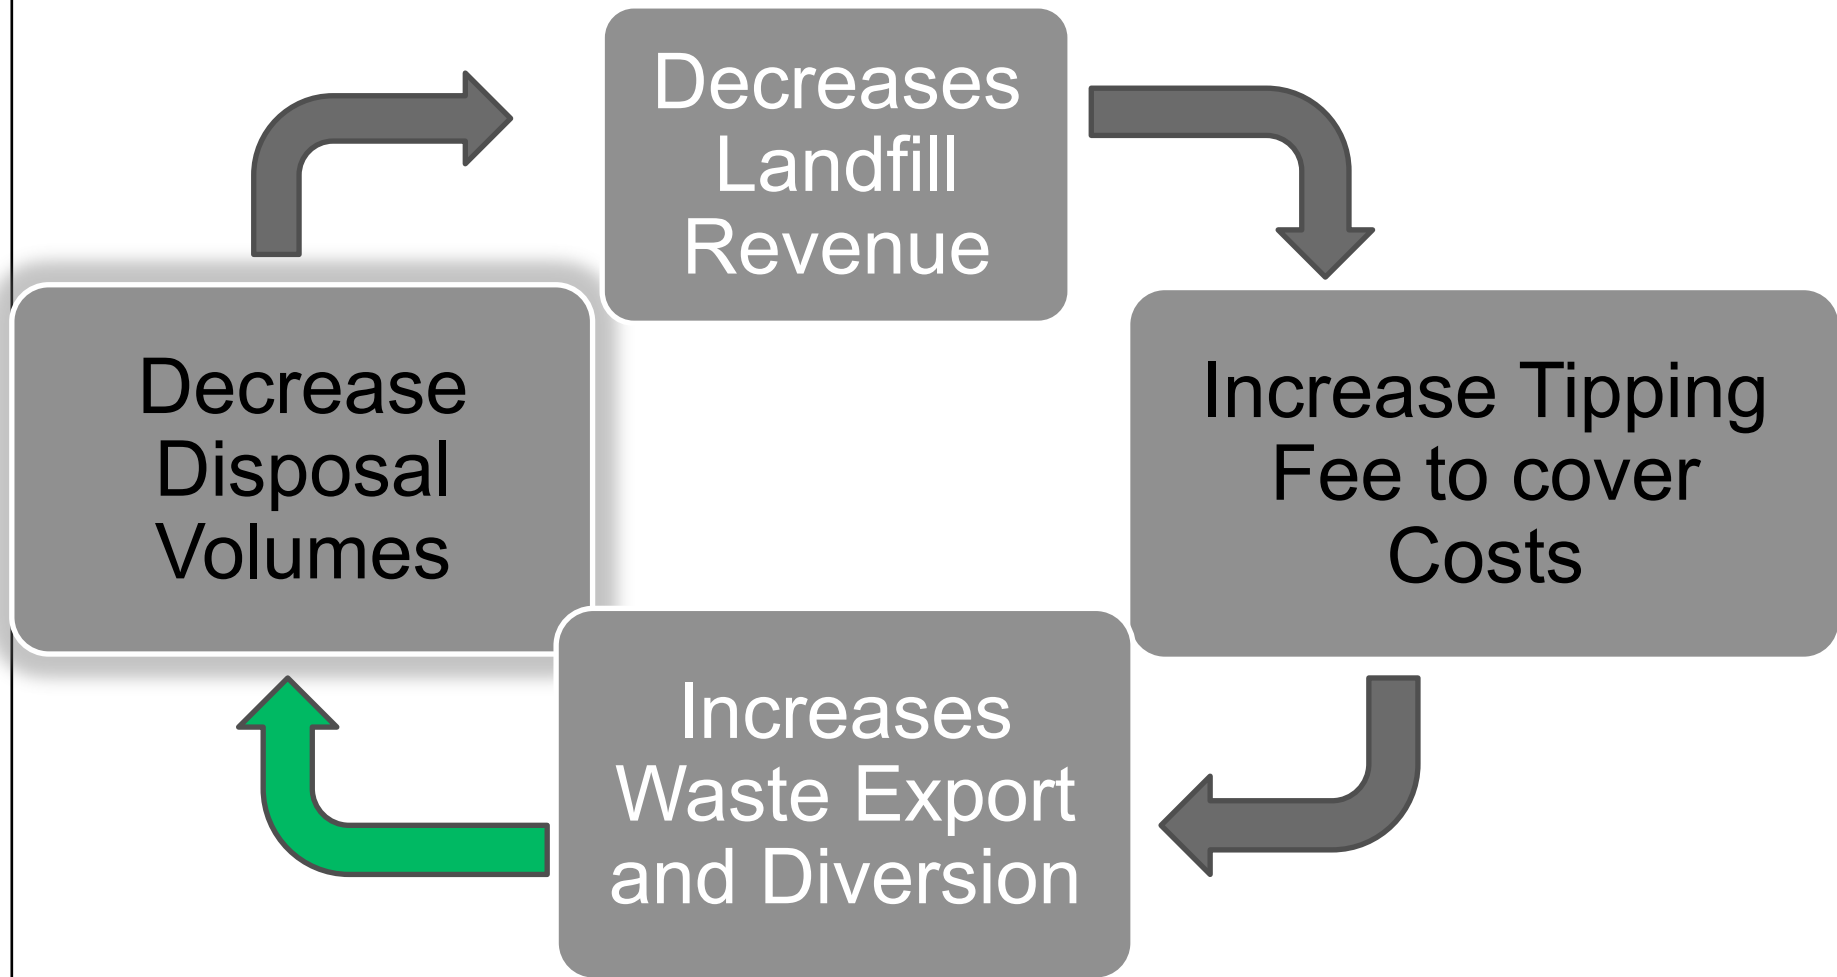 Decreases
Landfill
Revenue
Decrease
Disposal
Volumes
Increase Tipping
Fee to cover
Costs
Increases
Waste Export
and Diversion